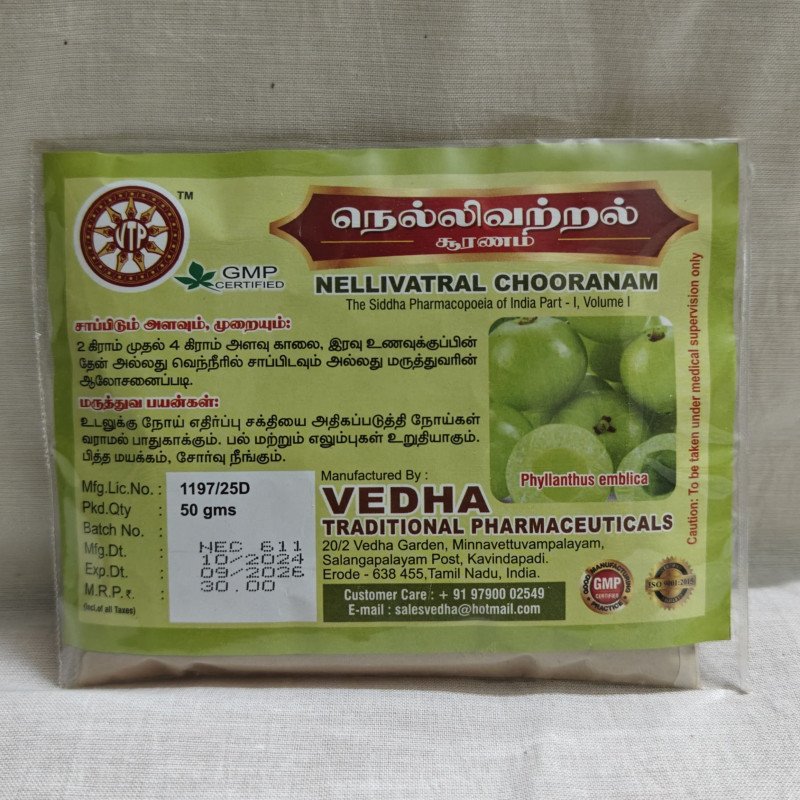 VTP
TM
GMP
CERTIFIED
நெல்லிவற்றல்
சூரணம்
NELLIVATRAL CHOORANAM
The Siddha Pharmacopoeia of India Part - I, Volume I
சாப்பிடும் அளவும், முறையும்:
2 கிராம் முதல் 4 கிராம் அளவு காலை, இரவு உணவுக்குப்பின்
தேன் அல்லது வெந்நீரில் சாப்பிடவும் அல்லது மருத்துவரின்
ஆலோசனைப்படி.
மருத்துவ பயன்கள்:
உடலுக்கு நோய் எதிர்ப்பு சக்தியை அதிகப்படுத்தி நோய்கள்
வராமல் பாதுகாக்கும். பல் மற்றும் எலும்புகள் உறுதியாகும்.
பித்த மயக்கம், சோர்வு நீங்கும்.
Phyllanthus emblica
Caution: To be taken under medical supervision only
Mfg.Lic.No. : 1197/25D
Pkd.Qty : 50 gms
Batch No. : NEC 611
Mfg.Dt. : 10/2024
Exp.Dt. : 09/2026
M.R.P.₹. : 30.00
(Incl.of all Taxes)
Manufactured By :
VEDHA
TRADITIONAL PHARMACEUTICALS
20/2 Vedha Garden, Minnavettuvampalayam,
Salangapalayam Post, Kavindapadi.
Erode - 638 455,Tamil Nadu, India.
Customer Care : + 91 97900 02549
E-mail : salesvedha@hotmail.com
GOOD MANUFACTURING
GMP
CERTIFIED
PRACTICE
ISO 9001:2015